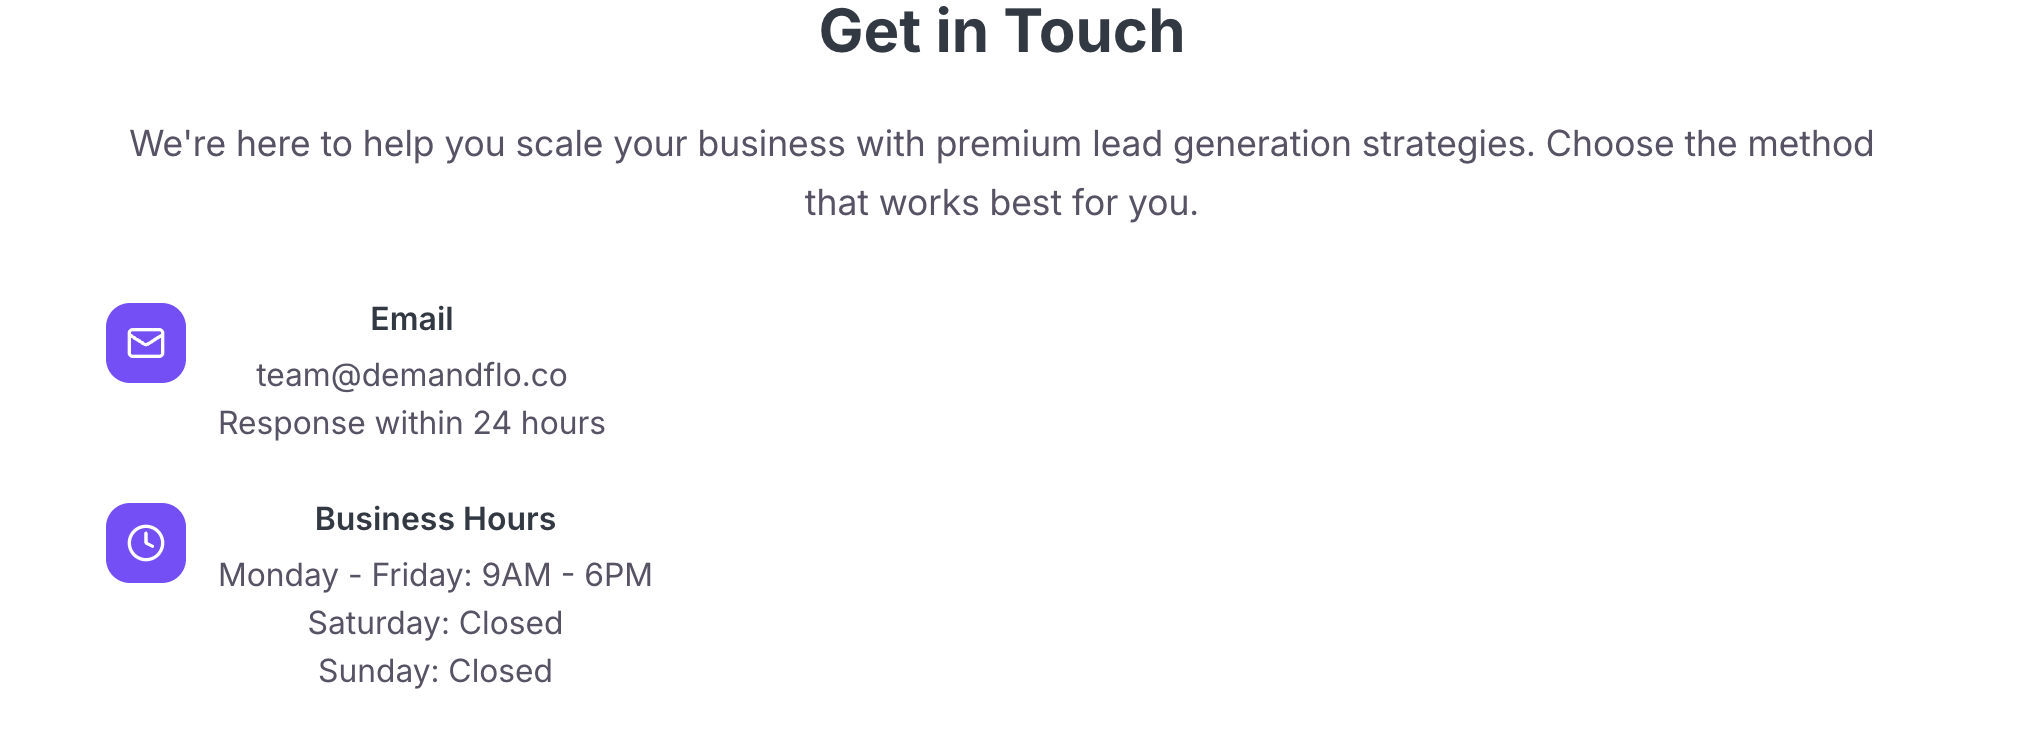 Get in Touch
We're here to help you scale your business with premium lead generation strategies. Choose the method
that works best for you.
Email
team@demandflo.co
Response within 24 hours
Business Hours
Monday - Friday: 9AM - 6PM
Saturday: Closed
Sunday: Closed